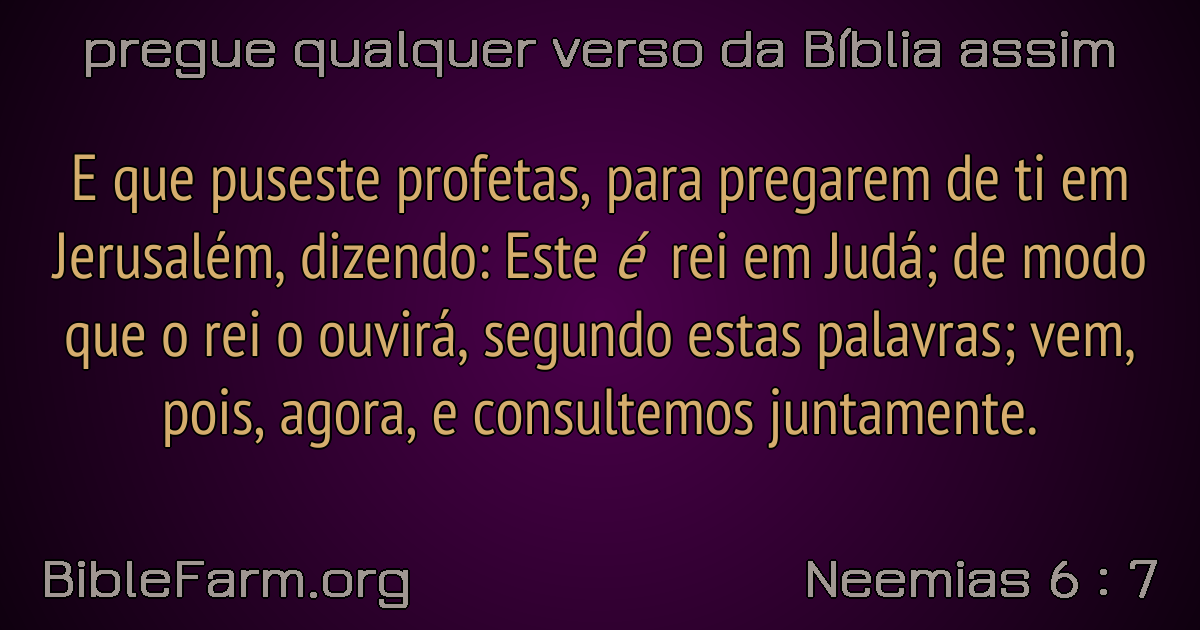 pregue qualquer verso da Bíblia assim
E que puseste profetas, para pregarem de ti em
Jerusalém, dizendo: Este é rei em Judá; de modo
que o rei o ouvirá, segundo estas palavras; vem,
pois, agora, e consultemos juntamente.
BibleFarm.org
Neemias 6 : 7